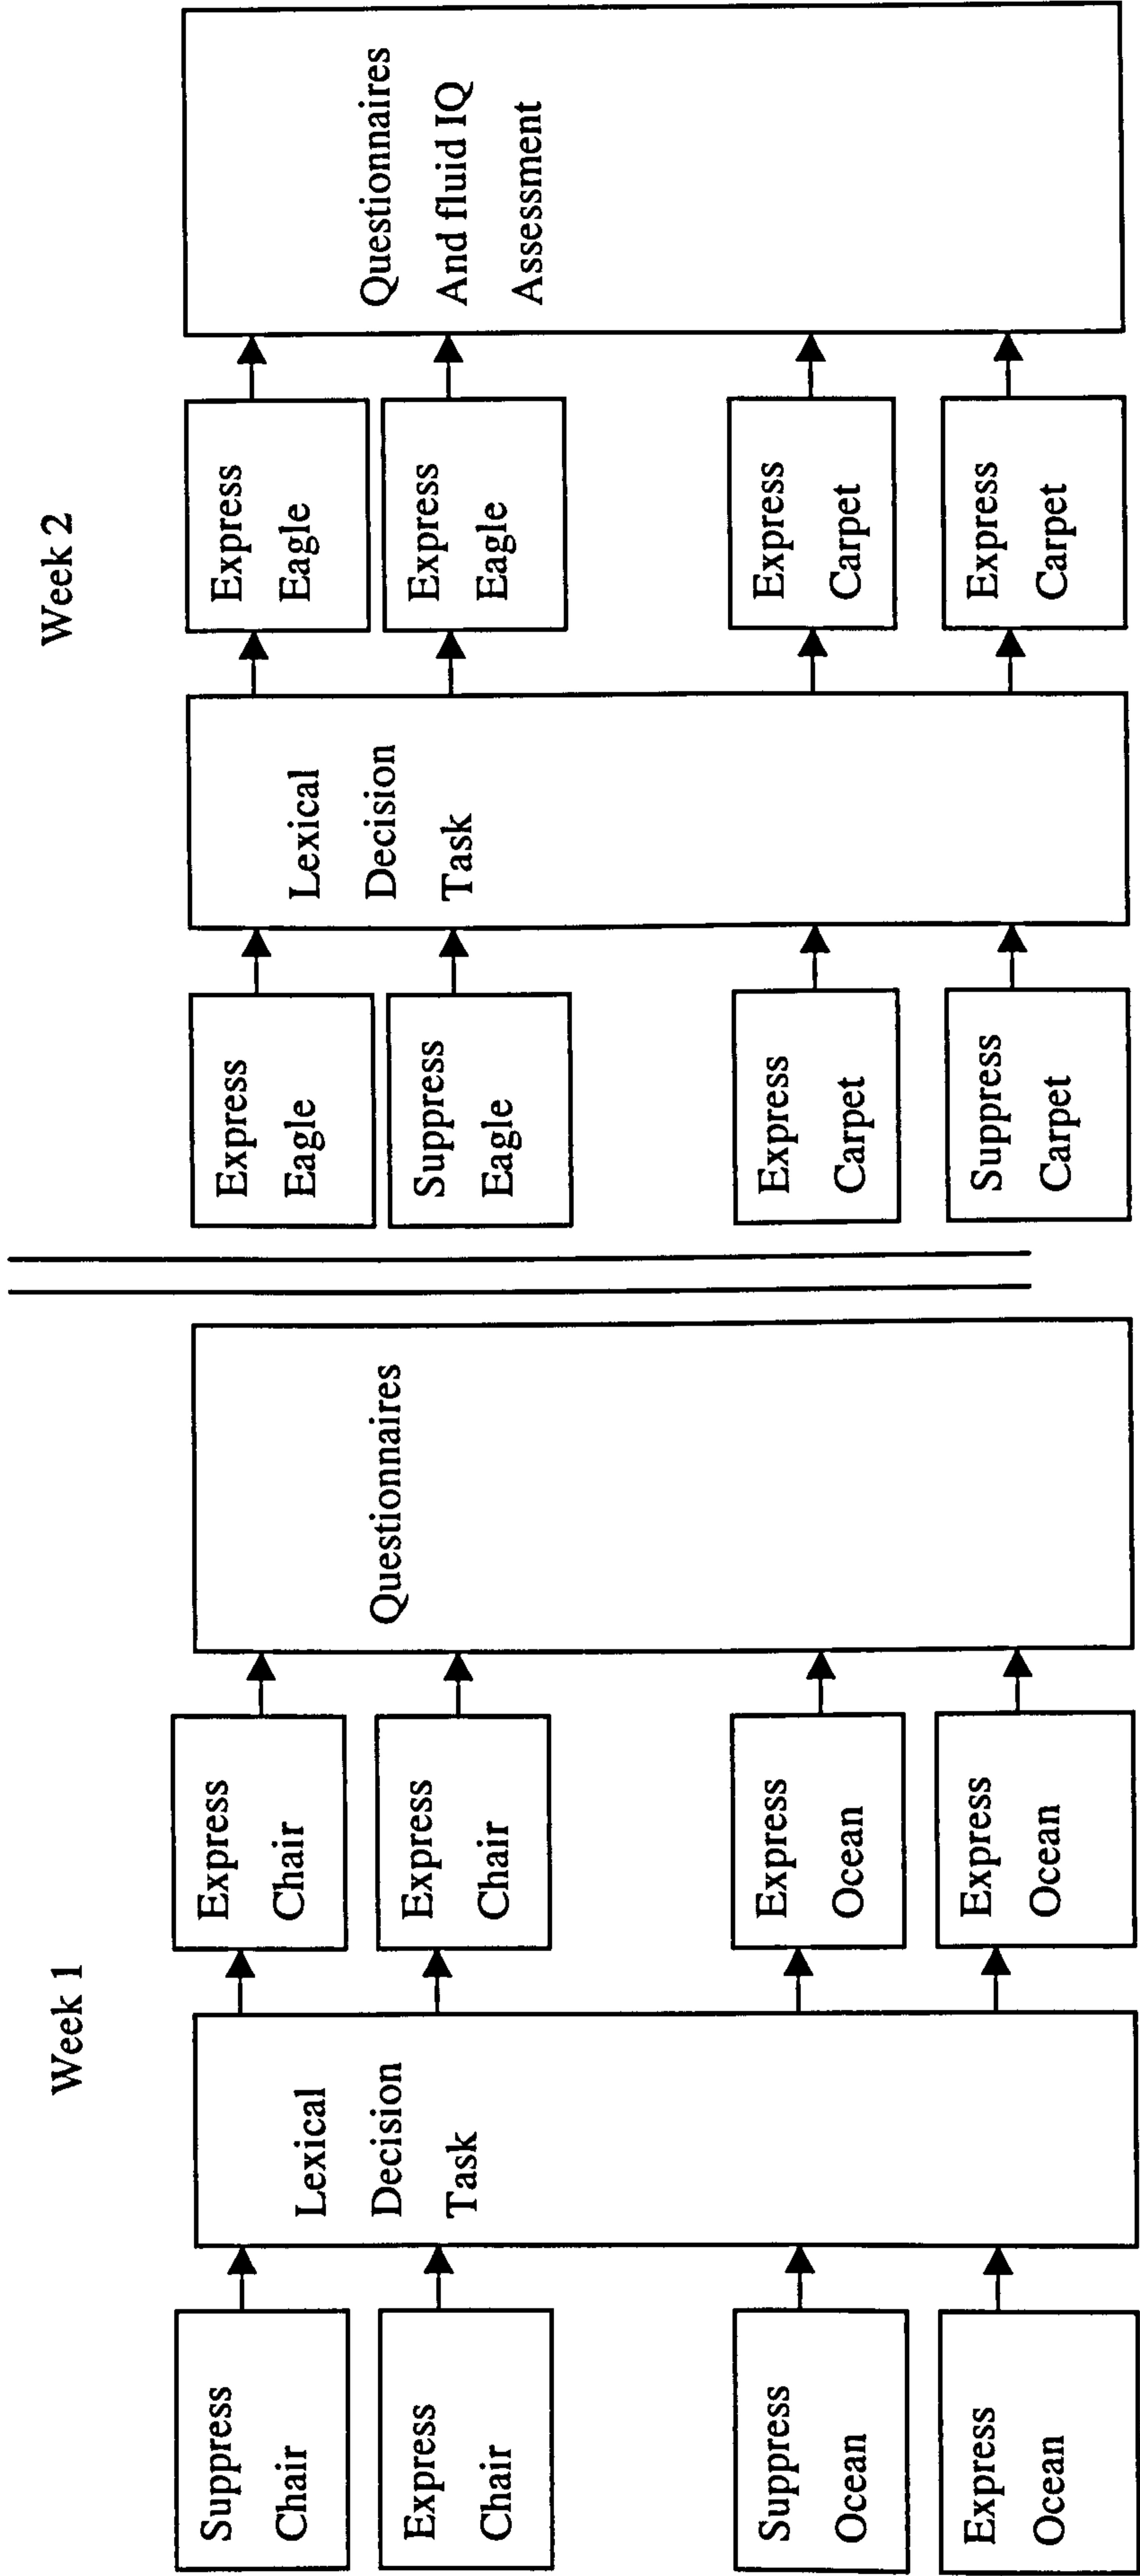 Week 1
Suppress
Chair
Express
Chair
Suppress
Ocean
Express
Ocean
Lexical
Decision
Task
Express
Chair
Express
Chair
Express
Ocean
Express
Ocean
Questionnaires
Week 2
Express
Eagle
Suppress
Eagle
Express
Carpet
Suppress
Carpet
Lexical
Decision
Task
Express
Eagle
Express
Eagle
Express
Carpet
Express
Carpet
Questionnaires
And fluid IQ
Assessment